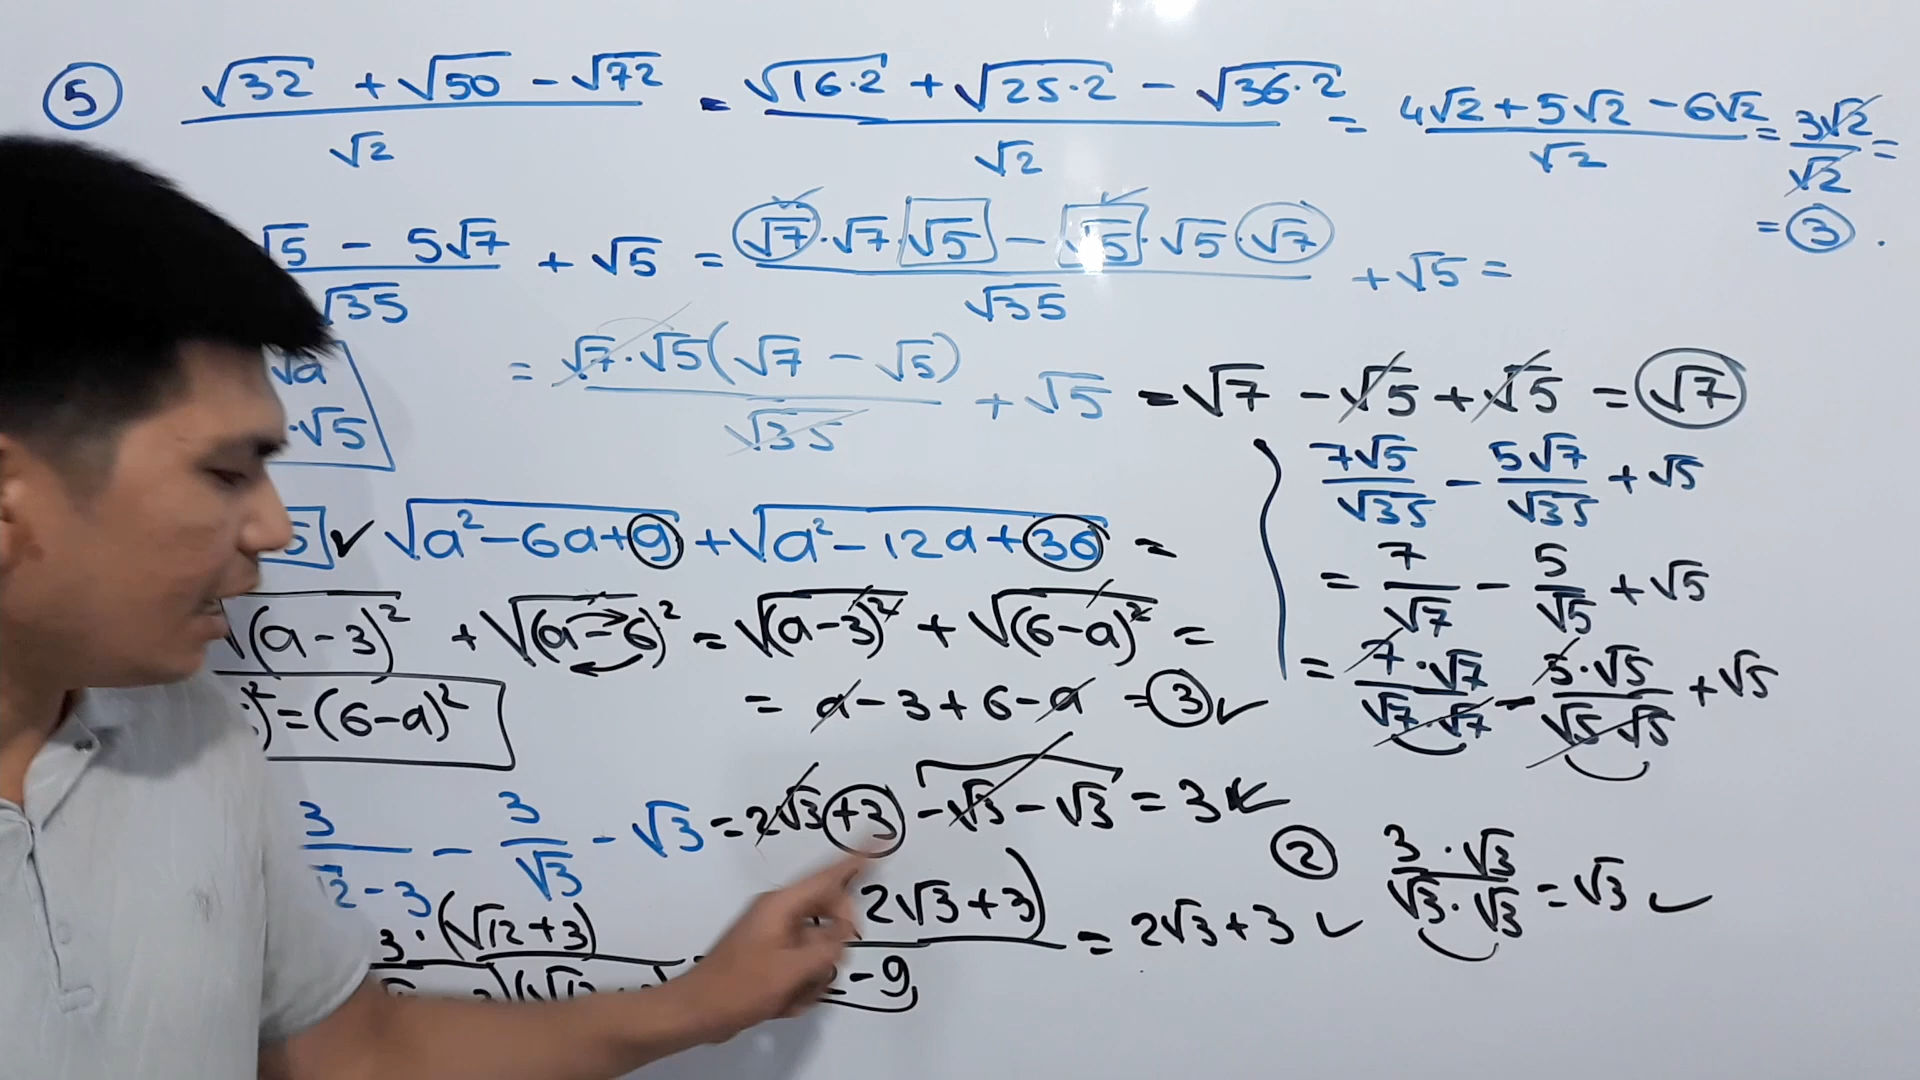 5 (√32 + √50 - √72)/√2 = (√16·2 + √25·2 - √36·2)/√2 = (4√2 + 5√2 - 6√2)/√2 = 3√2/√2 =
= 3.
(√5 - 5√7)/√35 + √5 = (√7·√7·√5 - √5·√5·√7)/√35 + √5 =
√a
·√5
= √7·√5(√7 - √5)/√35 + √5 = √7 - √5 + √5 = √7
7√5/√35 - 5√7/√35 + √5
= 7/√7 - 5/√5 + √5
= 7·√7/√7·√7 - 5·√5/√5·√5 + √5
5 ✓ √(a² - 6a + 9) + √(a² - 12a + 36) =
√(a - 3)² + √(a - 6)² = √(a - 3)² + √(6 - a)² =
)² = (6 - a)²
= a - 3 + 6 - a = 3 ✓
3/(12 - 3) - 3/√3 - √3 = 2√3 + 3 - √3 - √3 = 3
3·(√12 + 3)
2√3 + 3)/ - 9 = 2√3 + 3 ✓
2 3·√3/√3·√3 = √3 ✓